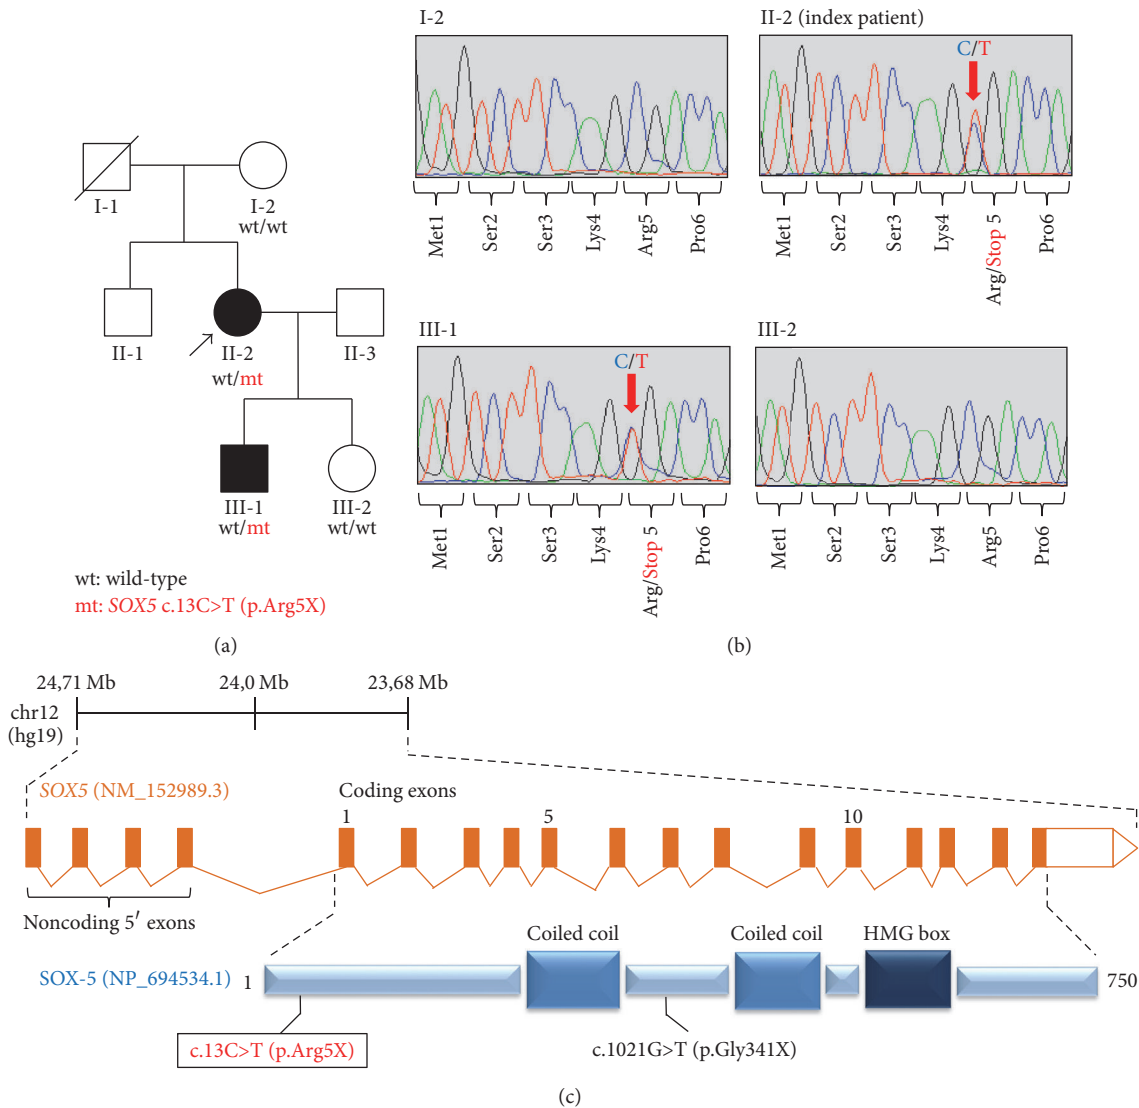 I-1
I-2
wt/wt
II-1
II-2
wt/mt
II-3
III-1
wt/mt
III-2
wt/wt
wt: wild-type
mt: SOX5 c.13C>T (p.Arg5X)
(a)
I-2
Met1 Ser2 Ser3 Lys4 Arg5 Pro6
II-2 (index patient)
C/T
Met1 Ser2 Ser3 Lys4 Arg/Stop 5 Pro6
III-1
C/T
Met1 Ser2 Ser3 Lys4 Arg/Stop 5 Pro6
III-2
Met1 Ser2 Ser3 Lys4 Arg5 Pro6
(b)
24,71 Mb 24,0 Mb 23,68 Mb
chr12
(hg19)
SOX5 (NM_152989.3)
Coding exons
1 5 10
Noncoding 5′ exons
Coiled coil Coiled coil HMG box
SOX-5 (NP_694534.1) 1 750
c.13C>T (p.Arg5X) c.1021G>T (p.Gly341X)
(c)